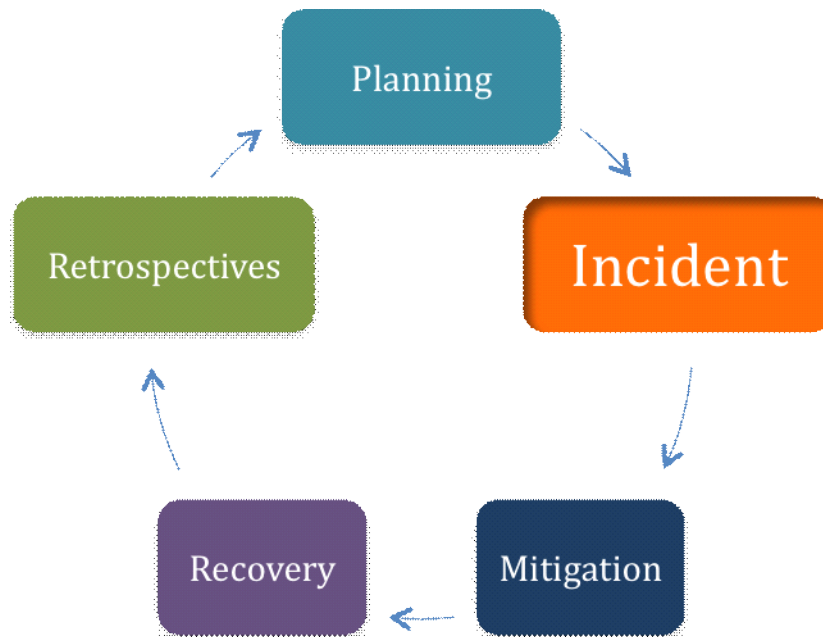 Planning
Incident
Mitigation
Recovery
Retrospectives